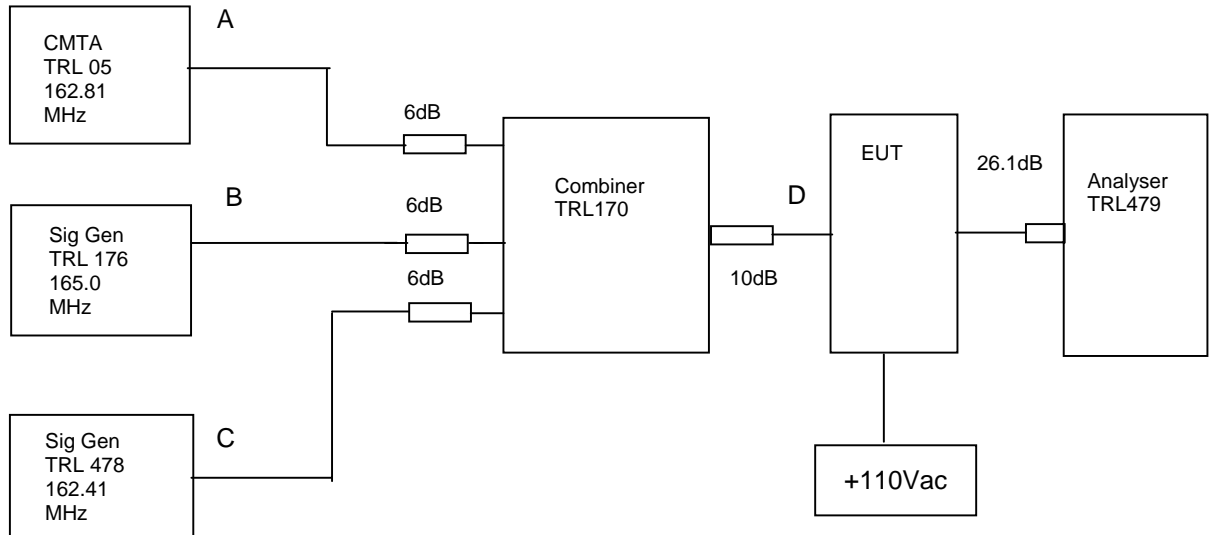 A
CMTA
TRL 05
162.81
MHz
6dB
B
Sig Gen
TRL 176
165.0
MHz
6dB
6dB
C
Sig Gen
TRL 478
162.41
MHz
Combiner
TRL170
10dB
D
EUT
26.1dB
Analyser
TRL479
+110Vac